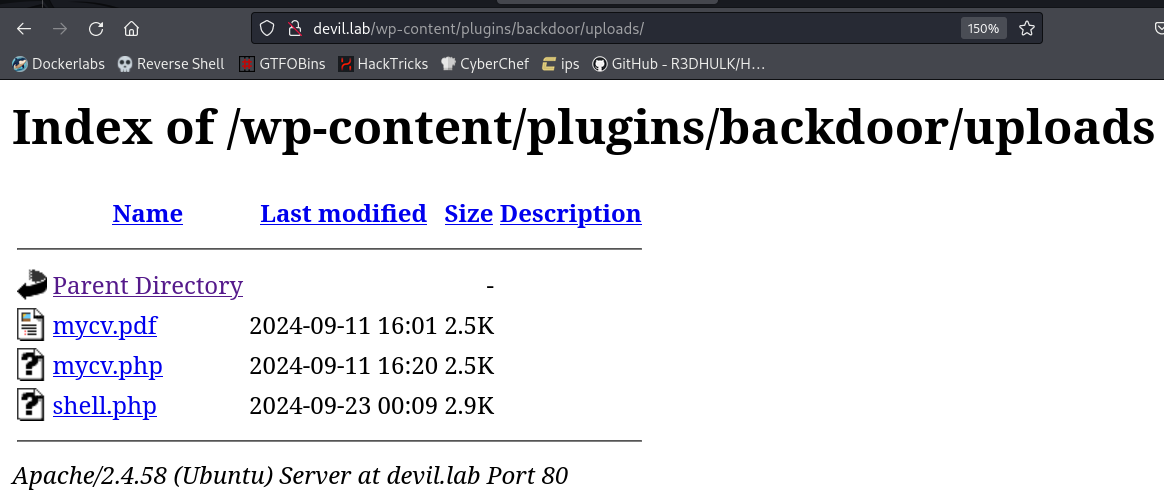 devil.lab/wp-content/plugins/backdoor/uploads/ 150%
Dockerlabs Reverse Shell GTFOBins HackTricks CyberChef ips GitHub - R3DHULK/H...
Index of /wp-content/plugins/backdoor/uploads
Name Last modified Size Description
Parent Directory -
mycv.pdf 2024-09-11 16:01 2.5K
mycv.php 2024-09-11 16:20 2.5K
shell.php 2024-09-23 00:09 2.9K
Apache/2.4.58 (Ubuntu) Server at devil.lab Port 80